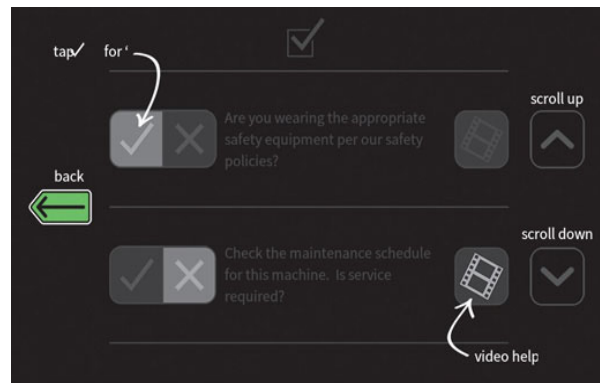 tap✓ for ‘
scroll up
Are you wearing the appropriate
safety equipment per our safety
policies?
back
scroll down
Check the maintenance schedule
for this machine. Is service
required?
video help